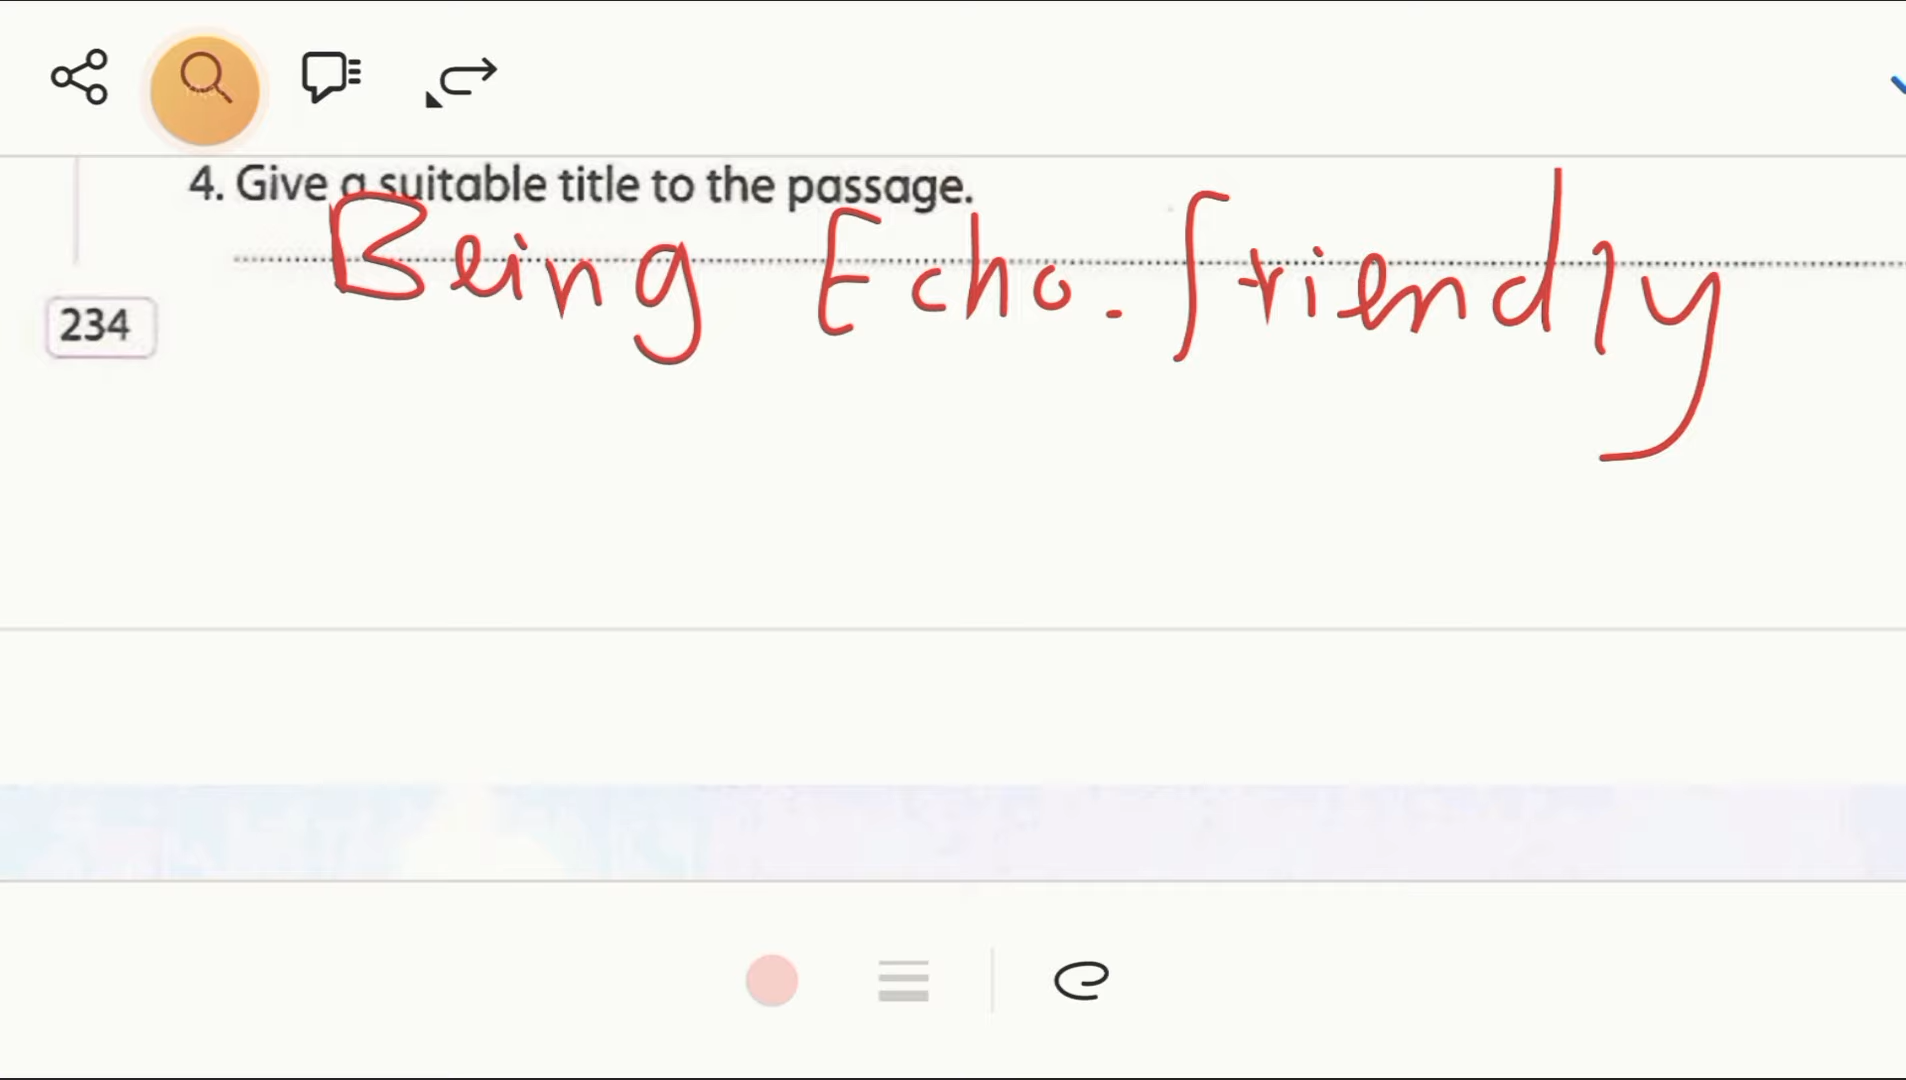 4. Give a suitable title to the passage.
Being Echo.friendly
234